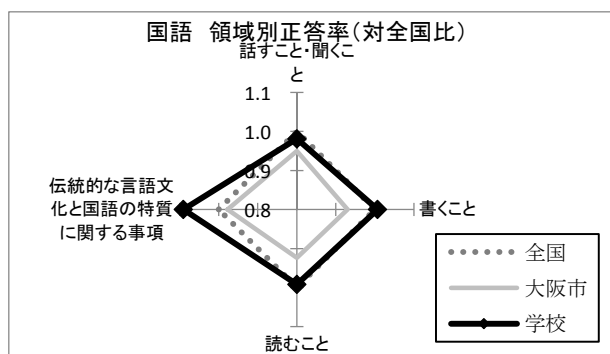 国語　領域別正答率（対全国比）
話すこと・聞くこ
と
1.1
1.0
0.9
0.8
伝統的な言語文
化と国語の特質
に関する事項
書くこと
読むこと
全国
大阪市
学校